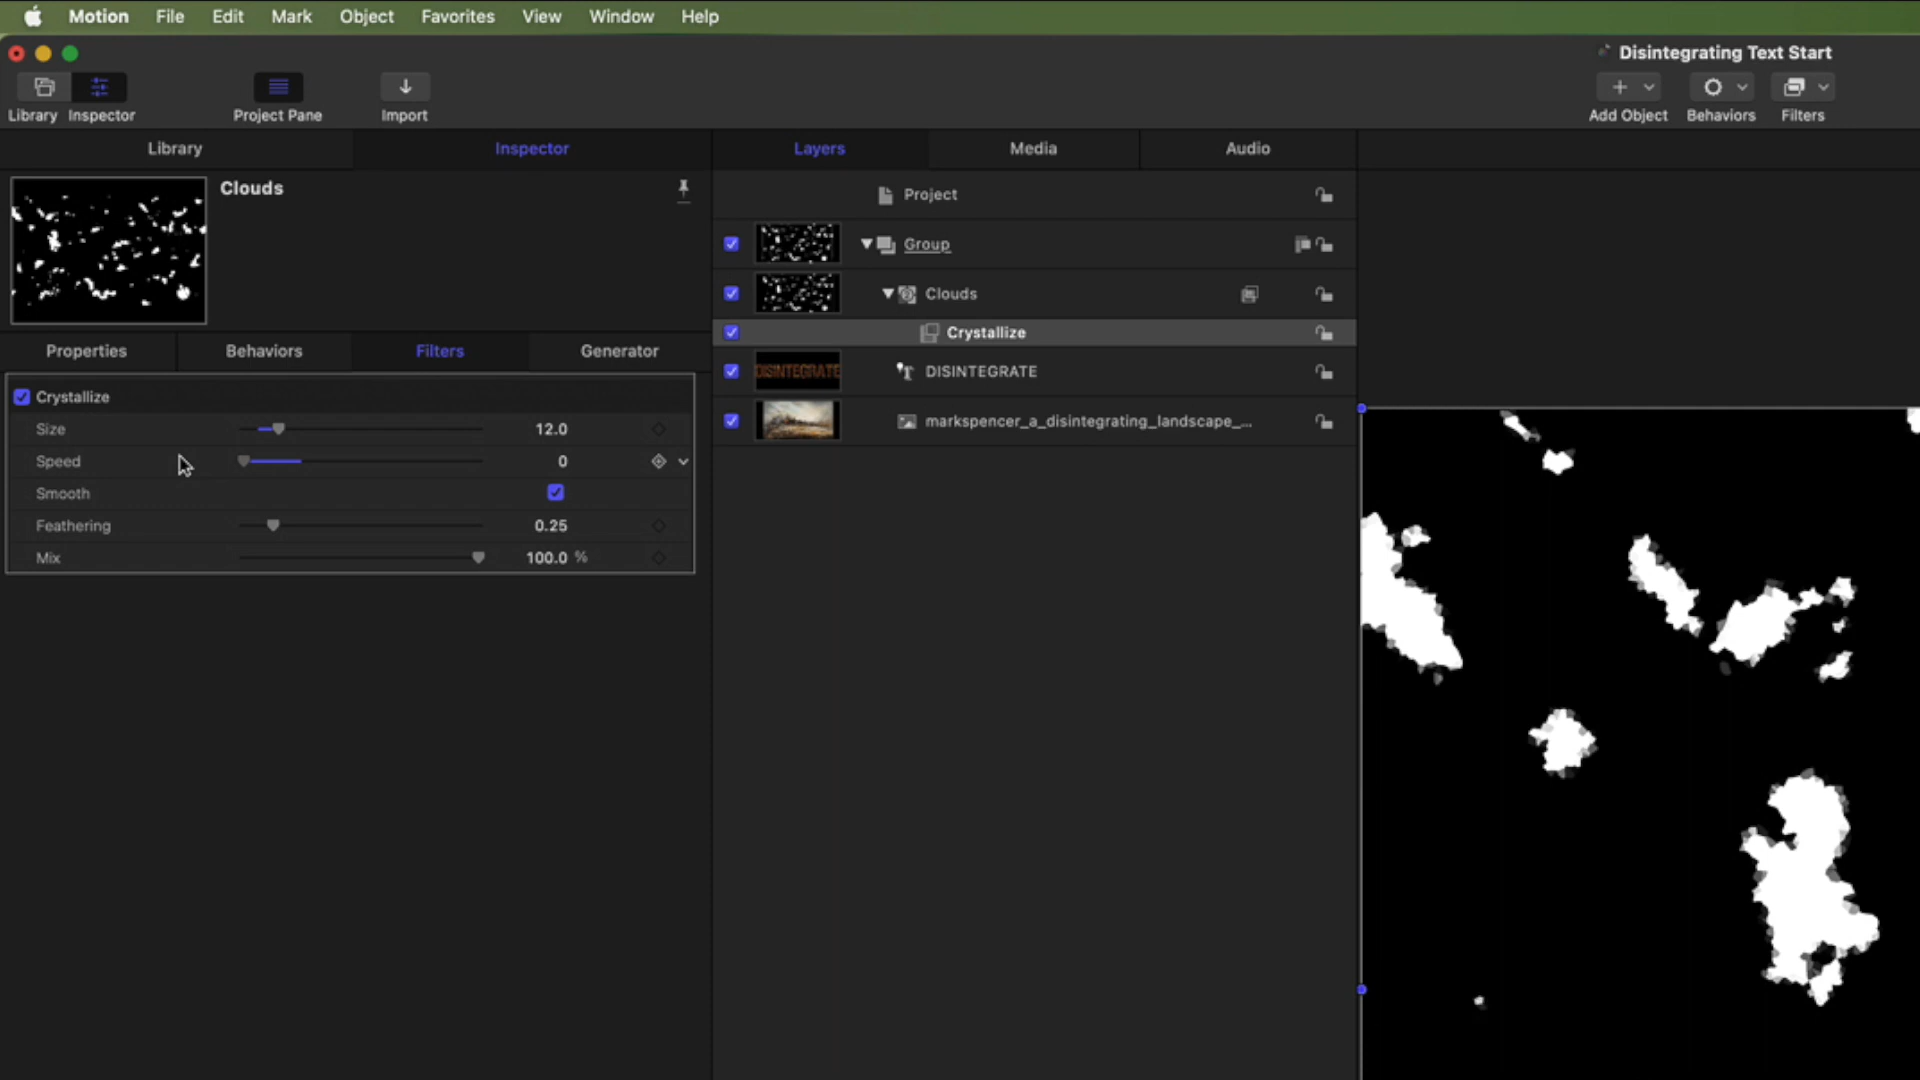 Motion File Edit Mark Object Favorites View Window Help
Disintegrating Text Start
Library Inspector Project Pane Import Add Object Behaviors Filters
Library Inspector Layers Media Audio
Clouds
Project
Group
Clouds
Crystallize
DISINTEGRATE
DISINTEGRATE
markspencer_a_disintegrating_landscape_...
Properties Behaviors Filters Generator
Crystallize
Size 12.0
Speed 0
Smooth
Feathering 0.25
Mix 100.0 %